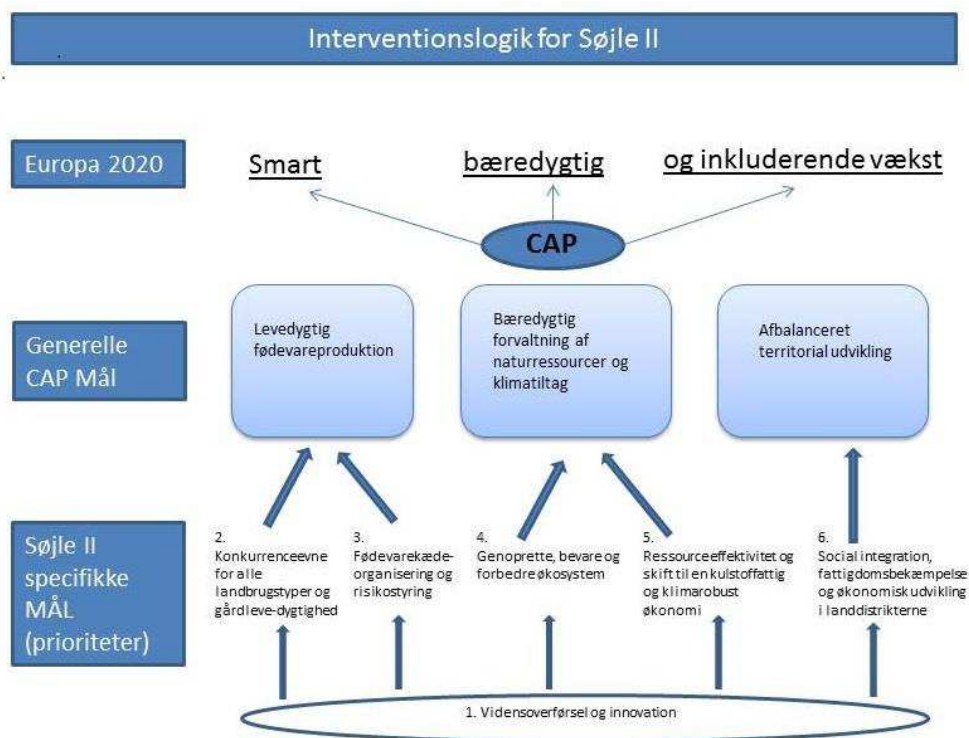 Interventionslogik for Søjle II
Europa 2020
Smart
bæredygtig
og inkluderende vækst
CAP
Generelle
CAP Mål
Levedygtig
fødevareproduktion
Bæredygtig
forvaltning af
naturressourcer og
klimatiltag
Afbalanceret
territorial udvikling
Søjle II
specifikke
MÅL
(prioriteter)
2.
Konkurrenceevne
for alle
landbrugstyper og
gårdleve-dygtighed
3.
Fødevarekæde-
organisering og
risikostyring
4.
Genoprette, bevare og
forbedre økosystem
5.
Ressourceeffektivitet og
skift til en kulstoffattig
og klimarobust
økonomi
6.
Social integration,
fattigdomsbekæmpelse
og økonomisk udvikling
i landdistrikterne
1. Vidensoverførsel og innovation